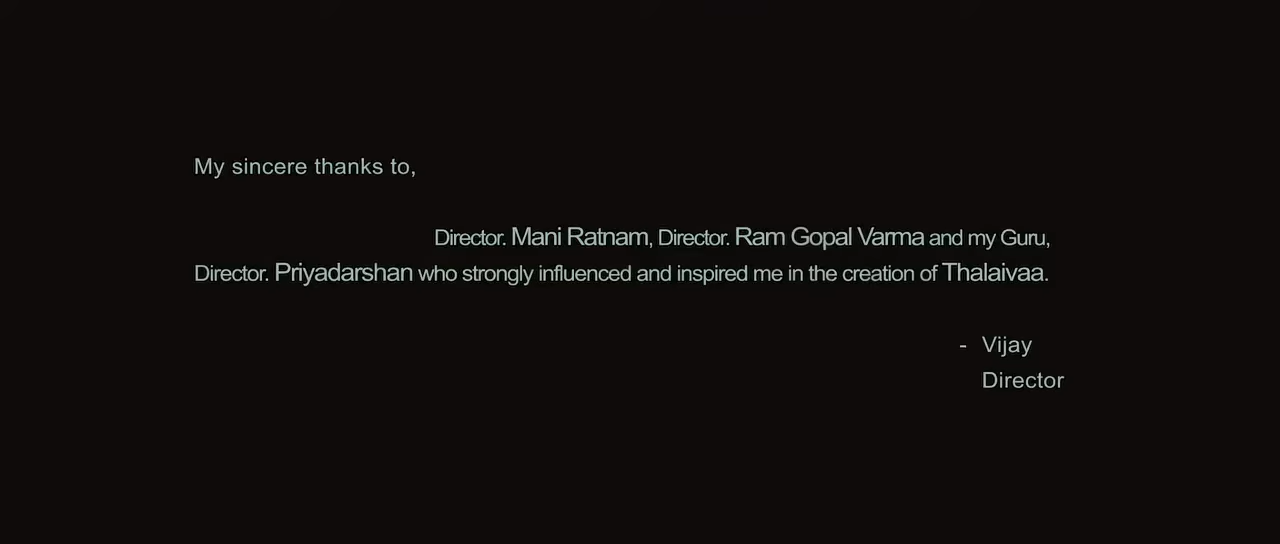 My sincere thanks to,
Director. Mani Ratnam, Director. Ram Gopal Varma and my Guru,
Director. Priyadarshan who strongly influenced and inspired me in the creation of Thalaivaa.
- Vijay
Director